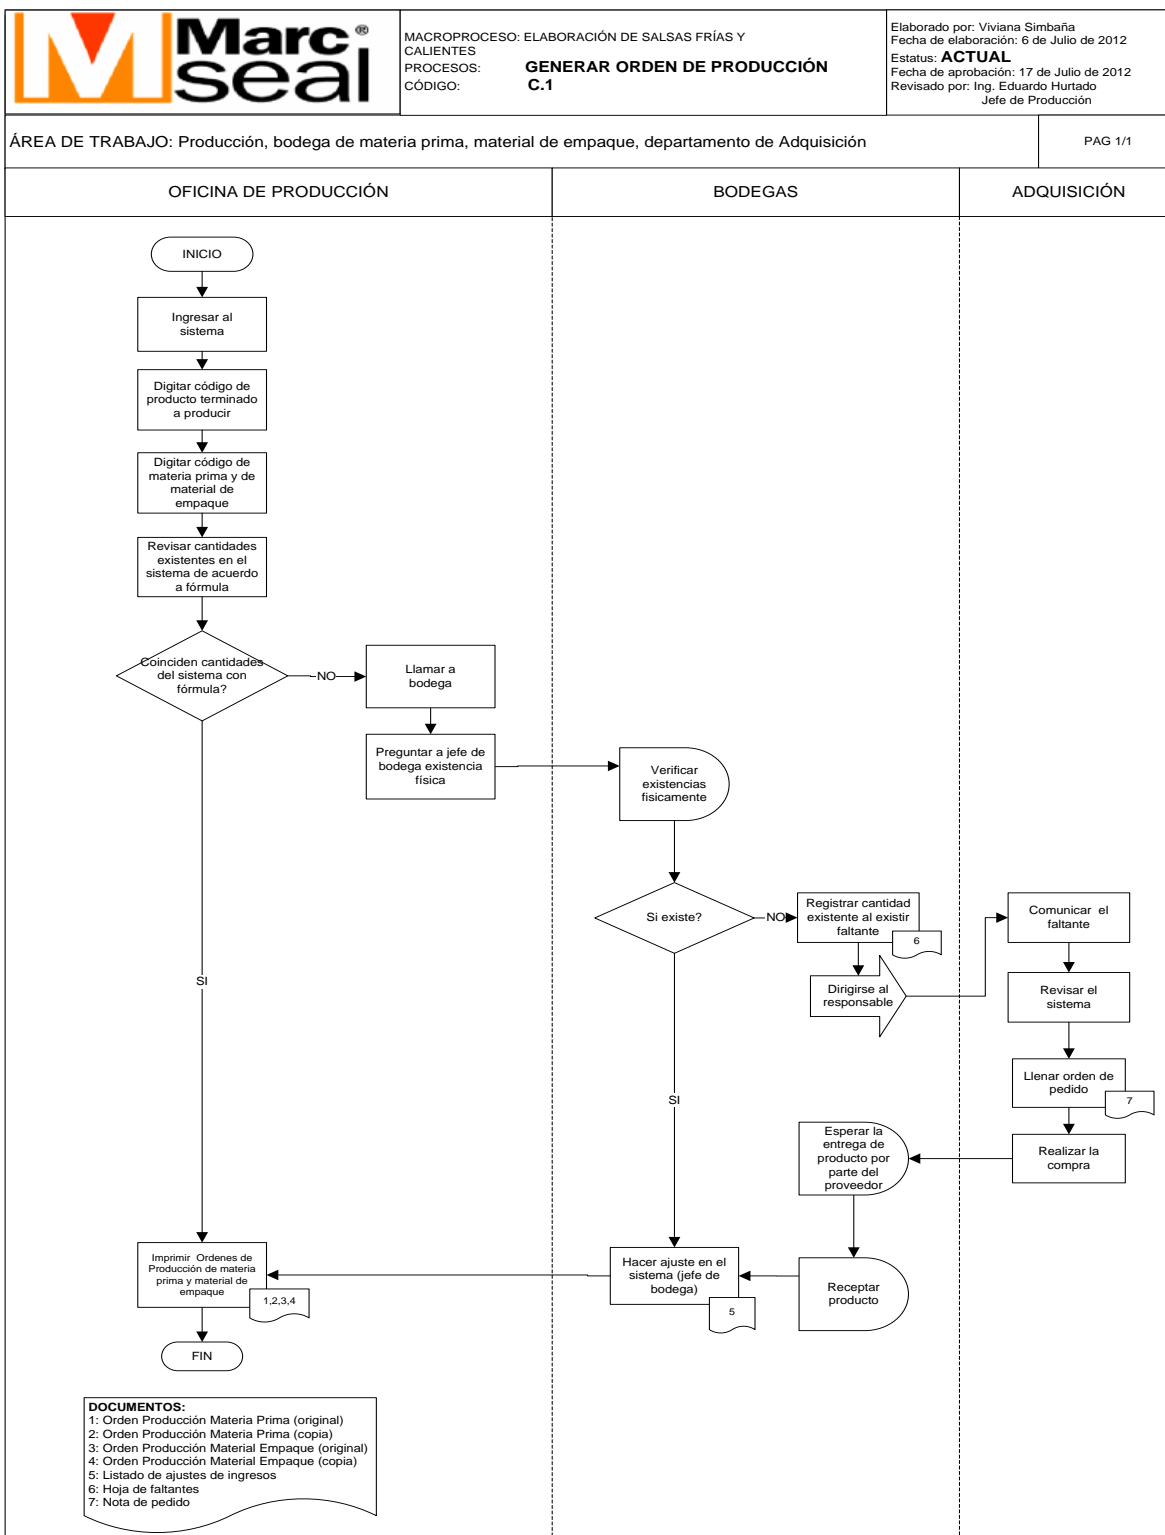 Marc®
seal
MACROPROCESO: ELABORACIÓN DE SALSAS FRÍAS Y
CALIENTES
PROCESOS: GENERAR ORDEN DE PRODUCCIÓN
CÓDIGO: C.1
Elaborado por: Viviana Simbaña
Fecha de elaboración: 6 de Julio de 2012
Estatus: ACTUAL
Fecha de aprobación: 17 de Julio de 2012
Revisado por: Ing. Eduardo Hurtado
Jefe de Producción
ÁREA DE TRABAJO: Producción, bodega de materia prima, material de empaque, departamento de Adquisición
PAG 1/1
OFICINA DE PRODUCCIÓN
BODEGAS
ADQUISICIÓN
INICIO
Ingresar al
sistema
Digitar código de
producto terminado
a producir
Digitar código de
materia prima y de
material de
empaque
Revisar cantidades
existentes en el
sistema de acuerdo
a fórmula
Coinciden cantidades
del sistema con
fórmula?
NO
Llamar a
bodega
Preguntar a jefe de
bodega existencia
física
Verificar
existencias
fisicamente
Si existe?
NO
Registrar cantidad
existente al existir
faltante
6
Dirigirse al
responsable
Comunicar el
faltante
Revisar el
sistema
Llenar orden de
pedido
7
Realizar la
compra
Esperar la
entrega de
producto por
parte del
proveedor
Receptar
producto
SI
SI
Hacer ajuste en el
sistema (jefe de
bodega)
5
Imprimir Ordenes de
Producción de materia
prima y material de
empaque
1,2,3,4
FIN
DOCUMENTOS:
1: Orden Producción Materia Prima (original)
2: Orden Producción Materia Prima (copia)
3: Orden Producción Material Empaque (original)
4: Orden Producción Material Empaque (copia)
5: Listado de ajustes de ingresos
6: Hoja de faltantes
7: Nota de pedido